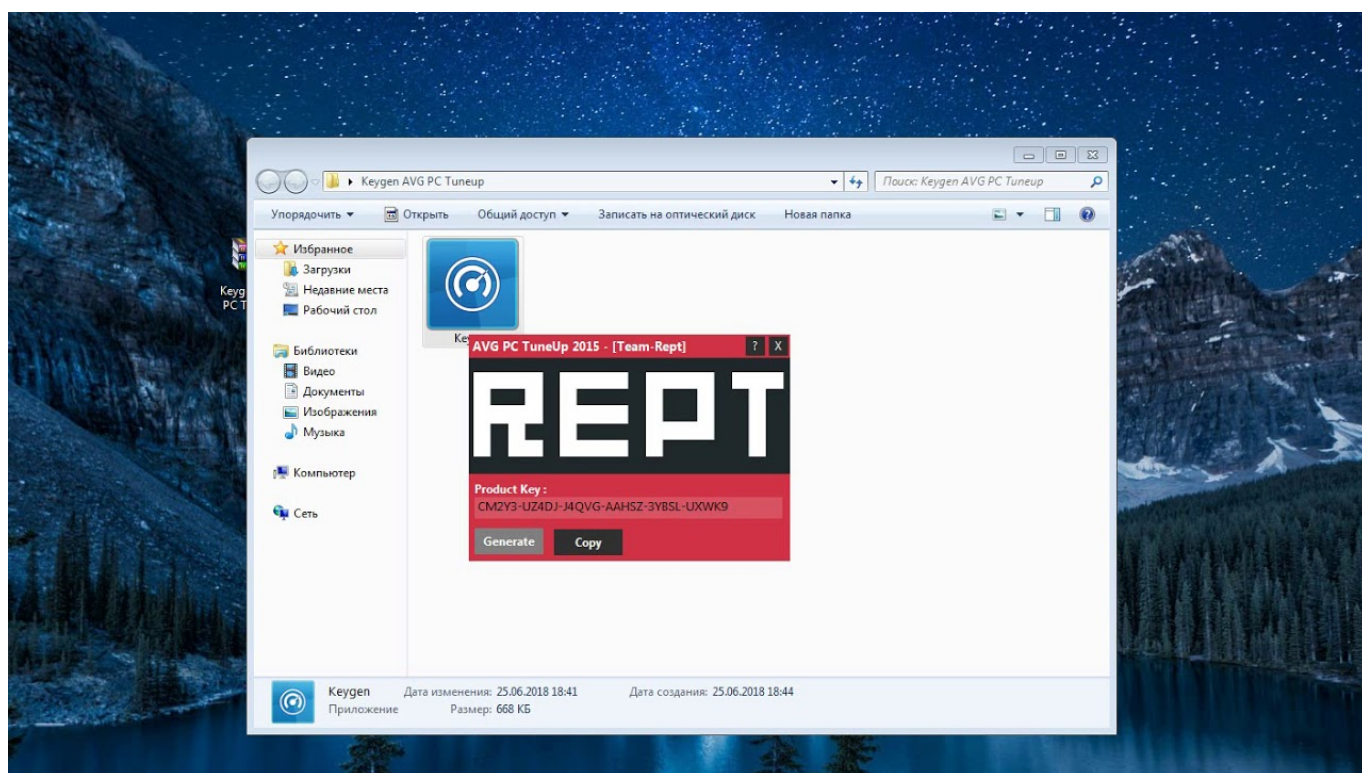 Keygen AVG PC Tuneup
Поиск: Keygen AVG PC Tuneup
Упорядочить Открыть Общий доступ Записать на оптический диск Новая папка
Избранное
Загрузки
Недавние места
Рабочий стол
Библиотеки
Видео
Документы
Изображения
Музыка
Компьютер
Сеть
AVG PC TuneUp 2015 - [Team-Rept] ? X
REPT
Product Key :
CM2Y3-UZ4DJ-J4QVG-AAHSZ-3YBSL-UXWK9
Generate Copy
Keygen Дата изменения: 25.06.2018 18:41 Дата создания: 25.06.2018 18:44
Приложение Размер: 668 КБ